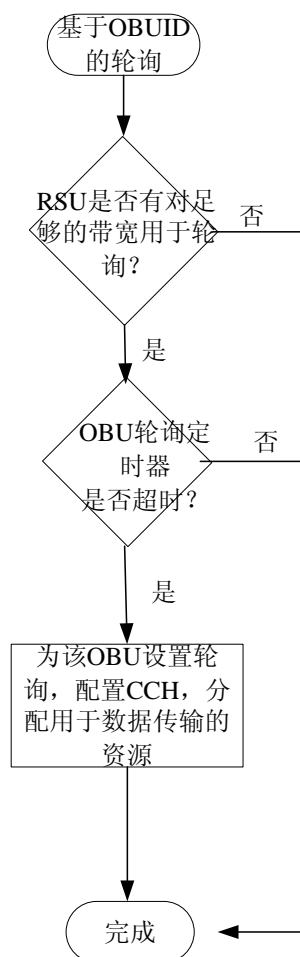 基于OBUID
的轮询
RSU是否有对足
够的带宽用于轮
询？
否
是
OBU轮询定
时器
是否超时？
否
是
为该OBU设置轮
询，配置CCH，分
配用于数据传输的
资源
完成